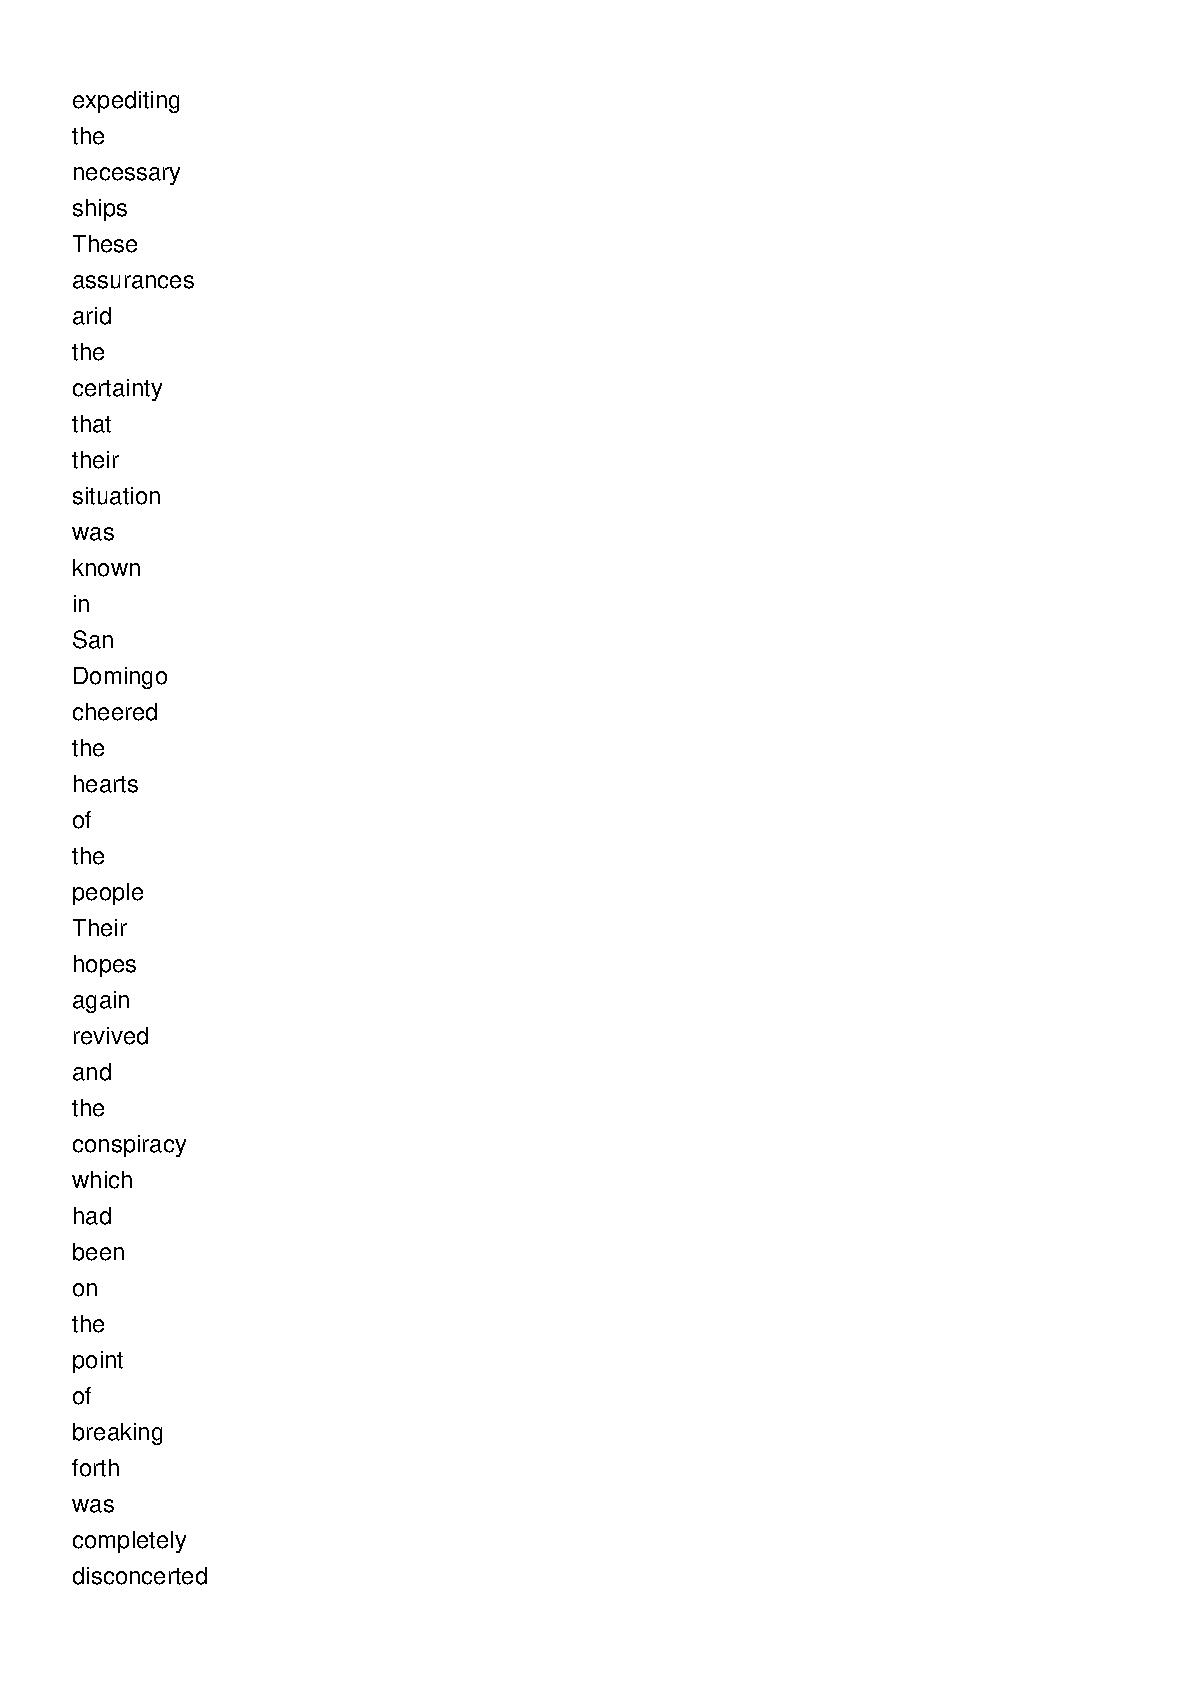 expediting
the
necessary
ships
These
assurances
arid
the
certainty
that
their
situation
was
known
in
San
Domingo
cheered
the
hearts
of
the
people
Their
hopes
again
revived
and
the
conspiracy
which
had
been
on
the
point
of
breaking
forth
was
completely
disconcerted